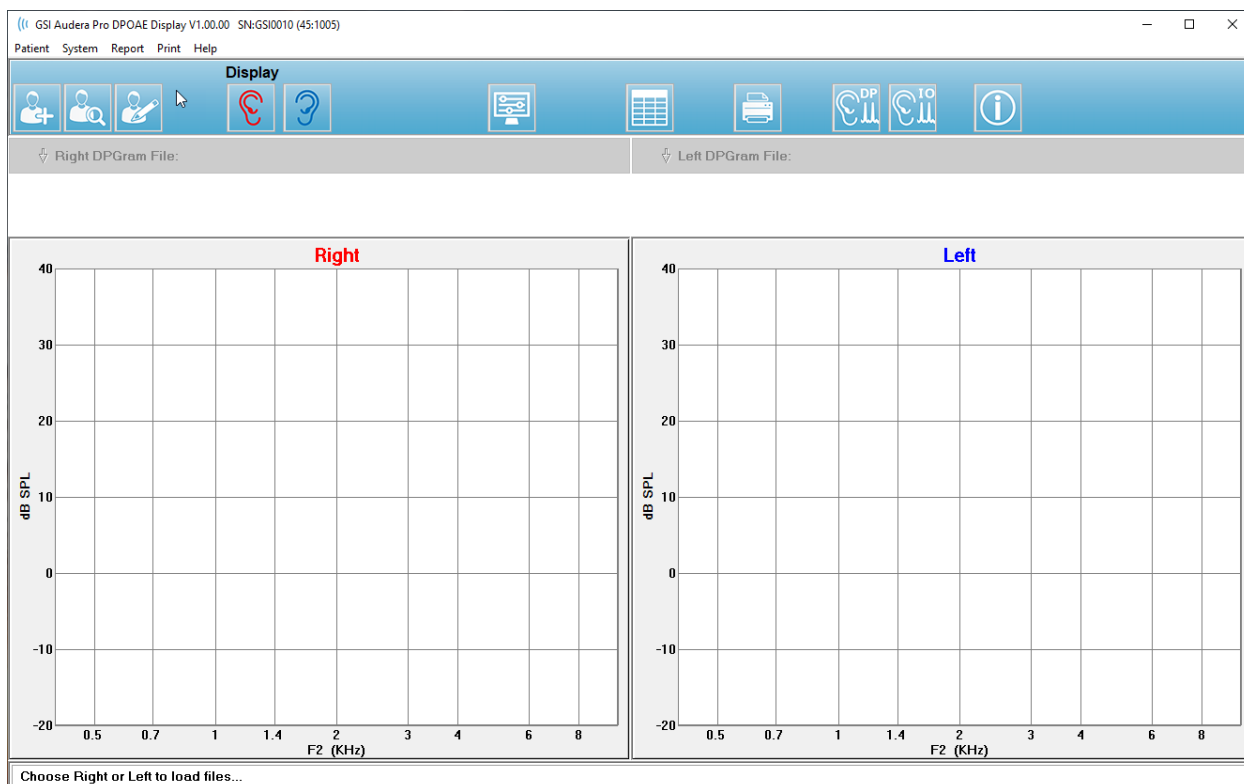 GSI Audera Pro DPOAE Display V1.00.00 SN:GSI0010 (45:1005)
Patient System Report Print Help
Display
DP IO
Right DPGram File:
Left DPGram File:
Right
40
30
20
10
0
-10
-20
dB SPL
0.5 0.7 1 1.4 2 3 4 6 8
F2 (KHz)
Left
40
30
20
10
0
-10
-20
dB SPL
0.5 0.7 1 1.4 2 3 4 6 8
F2 (KHz)
Choose Right or Left to load files...